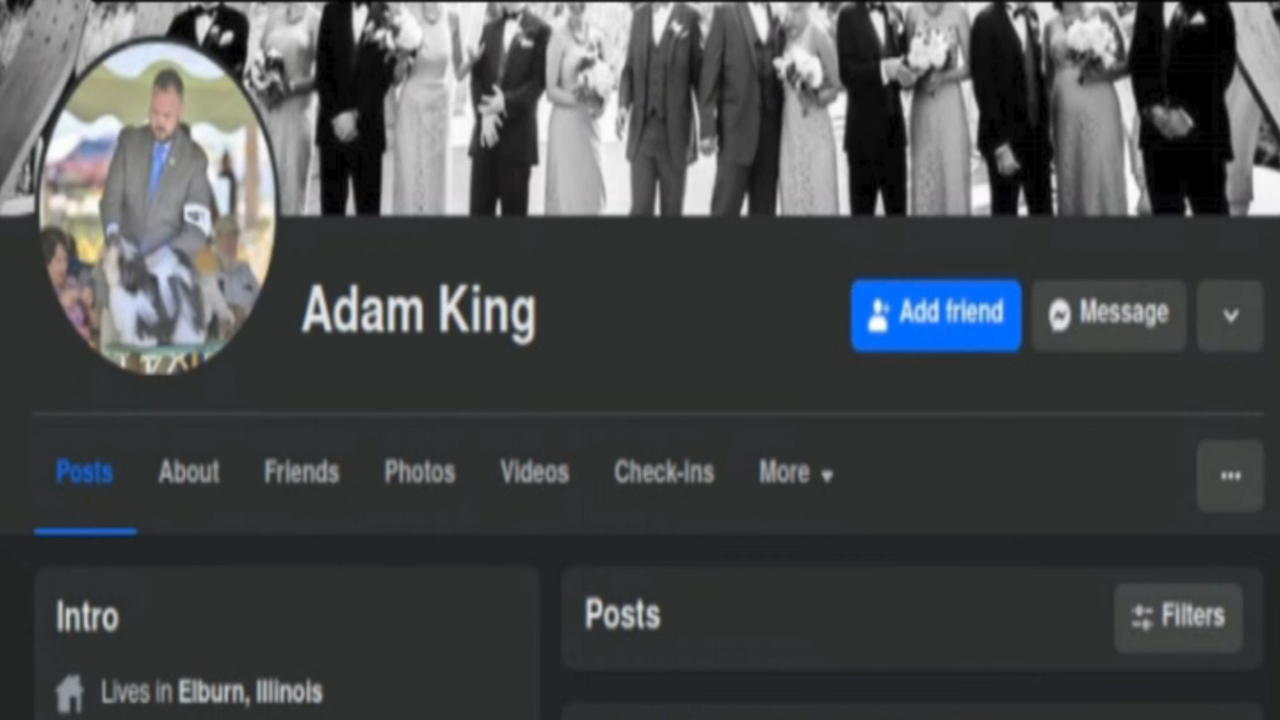 Adam King
Add friend
Message
Posts About Friends Photos Videos Check-ins More
Intro
Posts
Filters
Lives in Elburn, Illinois